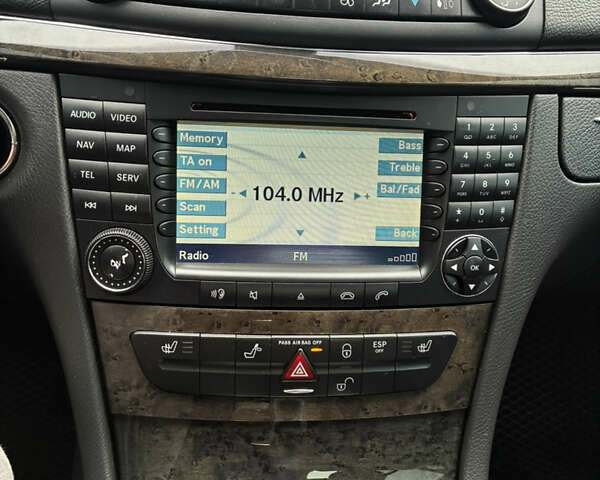 AUDIO VIDEO
NAV MAP
TEL SERV
Memory
TA on
FM/AM
Scan
Setting
104.0 MHz
- +
Bass
Treble
Bal/Fad
Back
Radio FM
1 2 ABC 3 DEF
4 GHI 5 JKL 6 MNO
7 PQRS 8 TUV 9 WXYZ
* 0 #
OK
PASS AIR BAG OFF
ESP
OFF